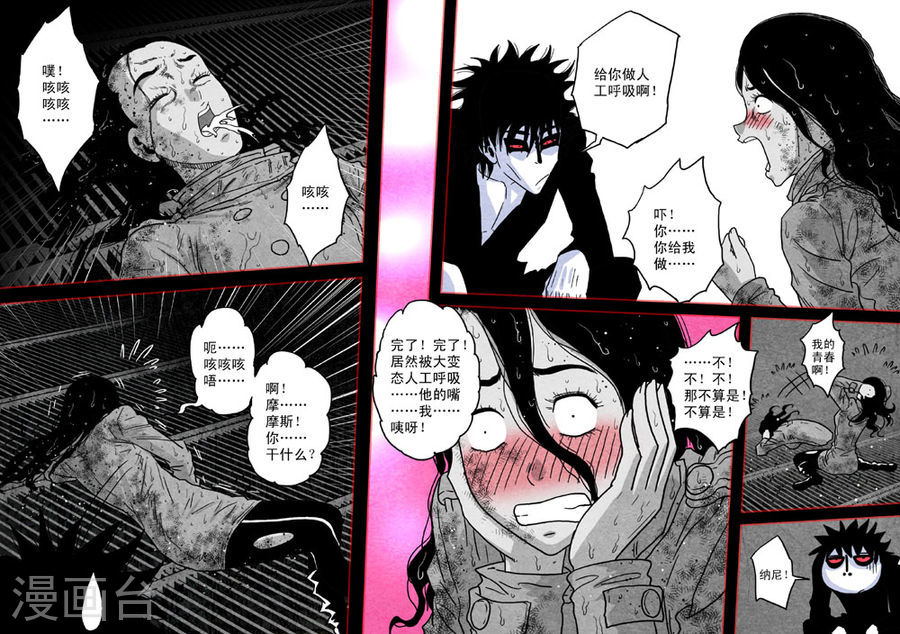 噗！
咳咳
咳咳
……
咳咳
……
呃……
咳咳咳
唔……
啊！
摩……
摩斯！
你……
干什么？
给你做人
工呼吸啊！
吓！
你……
你给我
做……
完了！完了！
居然被大变
态人工呼吸
……他的嘴
……我……
咦呀！
……不！
不！不！
那不算是！
不算是！
我的
青春
啊！
纳尼！
漫画台